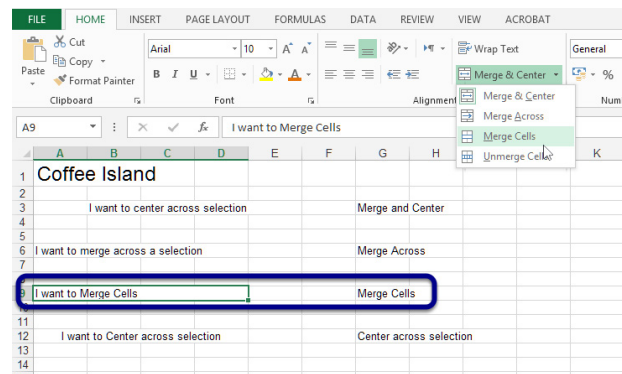 FILE HOME INSERT PAGE LAYOUT FORMULAS DATA REVIEW VIEW ACROBAT
Cut
Copy
Paste
Format Painter
Arial 10 A A
B I U A
Wrap Text
Merge & Center
General
%
Clipboard Font Alignment Num
Merge & Center
Merge Across
Merge Cells
Unmerge Cells
A9 fx I want to Merge Cells
A B C D E F G H K
1 Coffee Island
2
3 I want to center across selection Merge and Center
4
5
6 I want to merge across a selection Merge Across
7
9 I want to Merge Cells Merge Cells
11
12 I want to Center across selection Center across selection
13
14